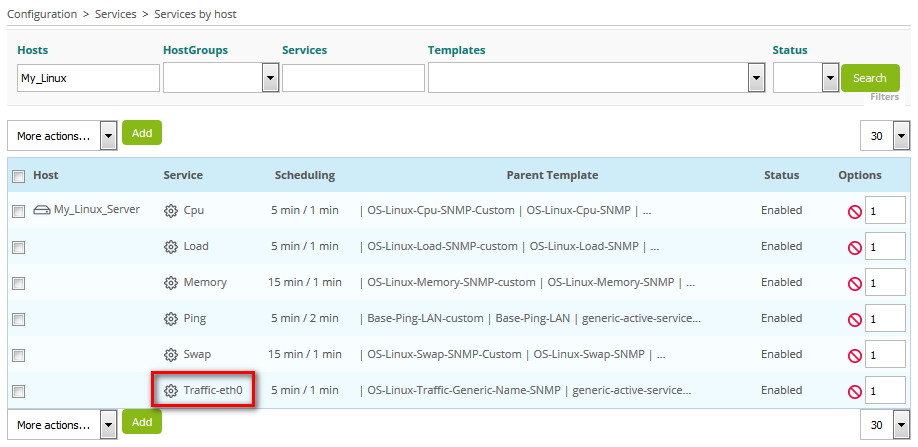 Configuration > Services > Services by host
Hosts HostGroups Services Templates Status
My_Linux Search
Filters
More actions... Add 30
Host Service Scheduling Parent Template Status Options
My_Linux_Server Cpu 5 min / 1 min | OS-Linux-Cpu-SNMP-Custom | OS-Linux-Cpu-SNMP | ... Enabled 1
Load 5 min / 1 min | OS-Linux-Load-SNMP-custom | OS-Linux-Load-SNMP | ... Enabled 1
Memory 15 min / 1 min | OS-Linux-Memory-SNMP-custom | OS-Linux-Memory-SNMP | ... Enabled 1
Ping 5 min / 2 min | Base-Ping-LAN-custom | Base-Ping-LAN | generic-active-service... Enabled 1
Swap 15 min / 1 min | OS-Linux-Swap-SNMP-Custom | OS-Linux-Swap-SNMP | ... Enabled 1
Traffic-eth0 5 min / 1 min | OS-Linux-Traffic-Generic-Name-SNMP | generic-active-service... Enabled 1
More actions... Add 30